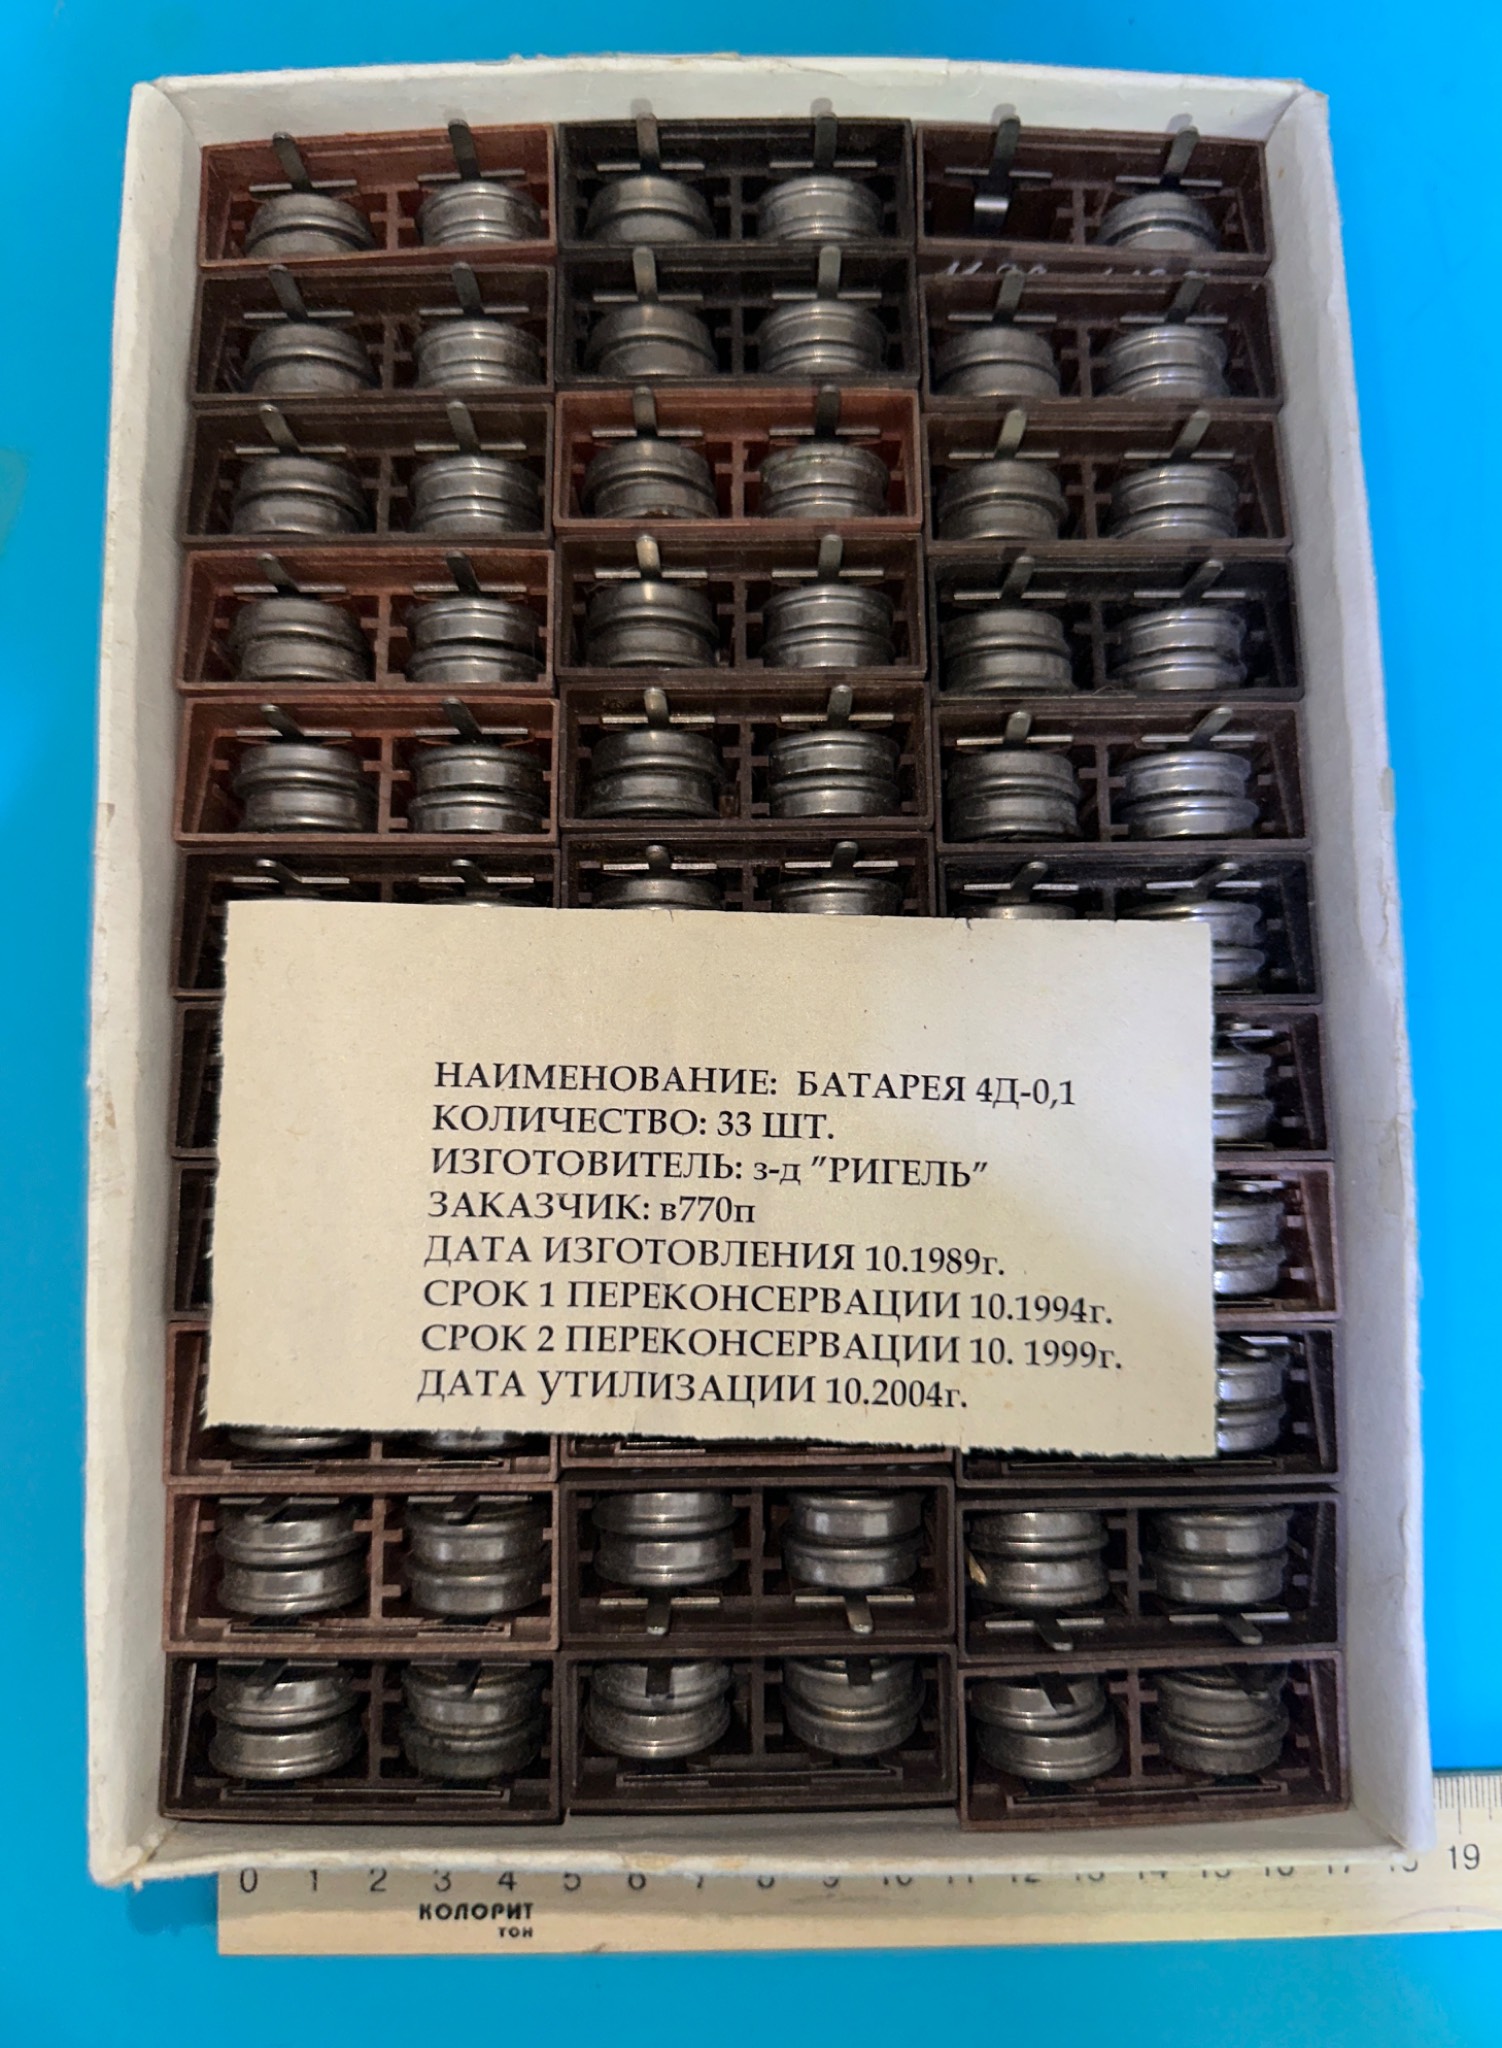 НАИМЕНОВАНИЕ: БАТАРЕЯ 4Д-0,1
КОЛИЧЕСТВО: 33 ШТ.
ИЗГОТОВИТЕЛЬ: з-д "РИГЕЛЬ"
ЗАКАЗЧИК: в770п
ДАТА ИЗГОТОВЛЕНИЯ 10.1989г.
СРОК 1 ПЕРЕКОНСЕРВАЦИИ 10.1994г.
СРОК 2 ПЕРЕКОНСЕРВАЦИИ 10. 1999г.
ДАТА УТИЛИЗАЦИИ 10.2004г.
0 1 2 3 4 5 6 7 8 9 10 11 12 13 14 15 16 17 18 19
КОЛОРИТ
ТОН